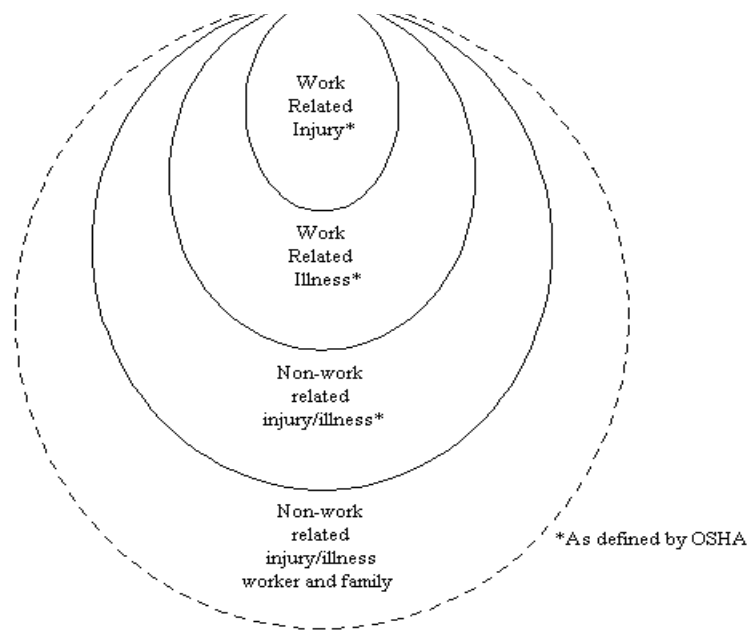 Work
Related
Injury*
Work
Related
Illness*
Non-work
related
injury/illness*
Non-work
related
injury/illness
worker and family
*As defined by OSHA